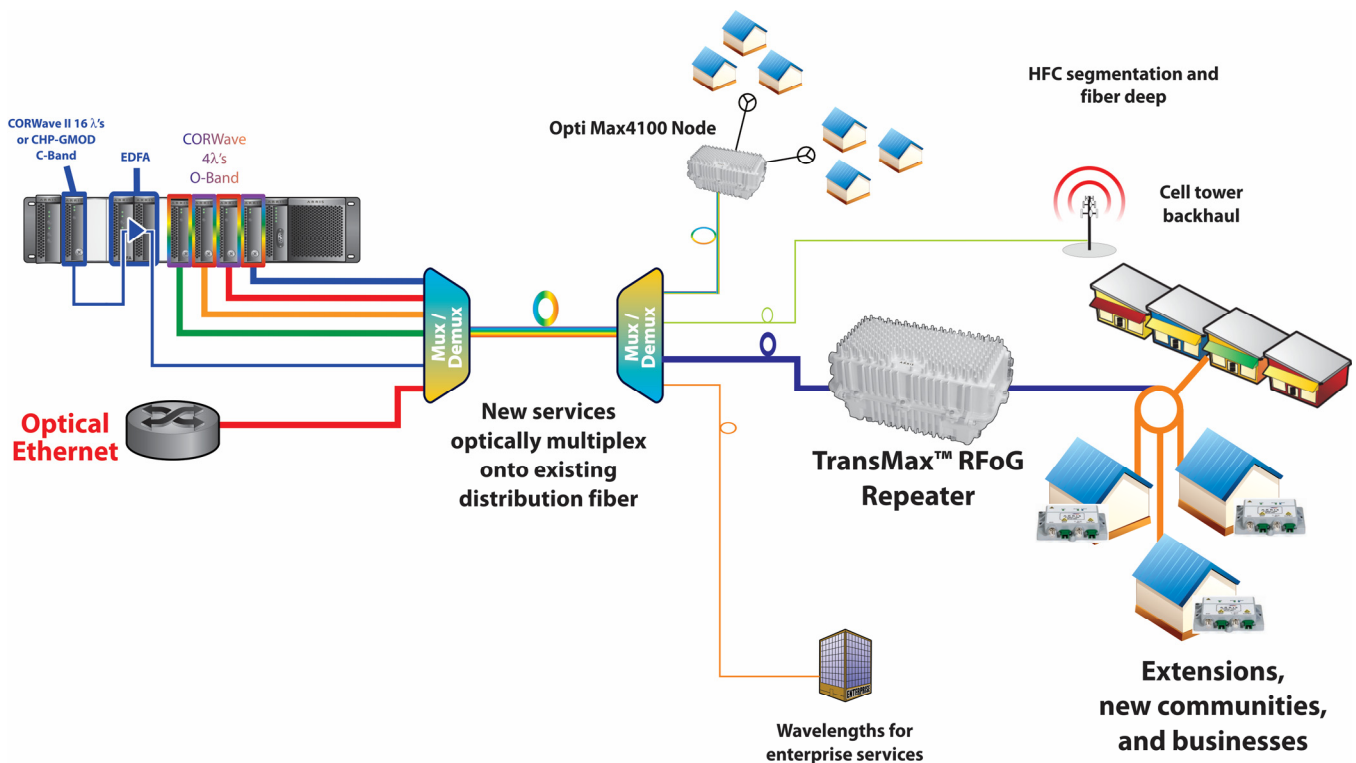 CORWave II 16 λ's
or CHP-GMOD
C-Band
EDFA
CORWave
4λ's
O-Band
ARRIS
Optical
Ethernet
Mux /
Demux
New services
optically multiplex
onto existing
distribution fiber
Mux /
Demux
Opti Max4100 Node
HFC segmentation and
fiber deep
Cell tower
backhaul
TransMax™ RFoG
Repeater
ENTERPRISE
Wavelengths for
enterprise services
Extensions,
new communities,
and businesses